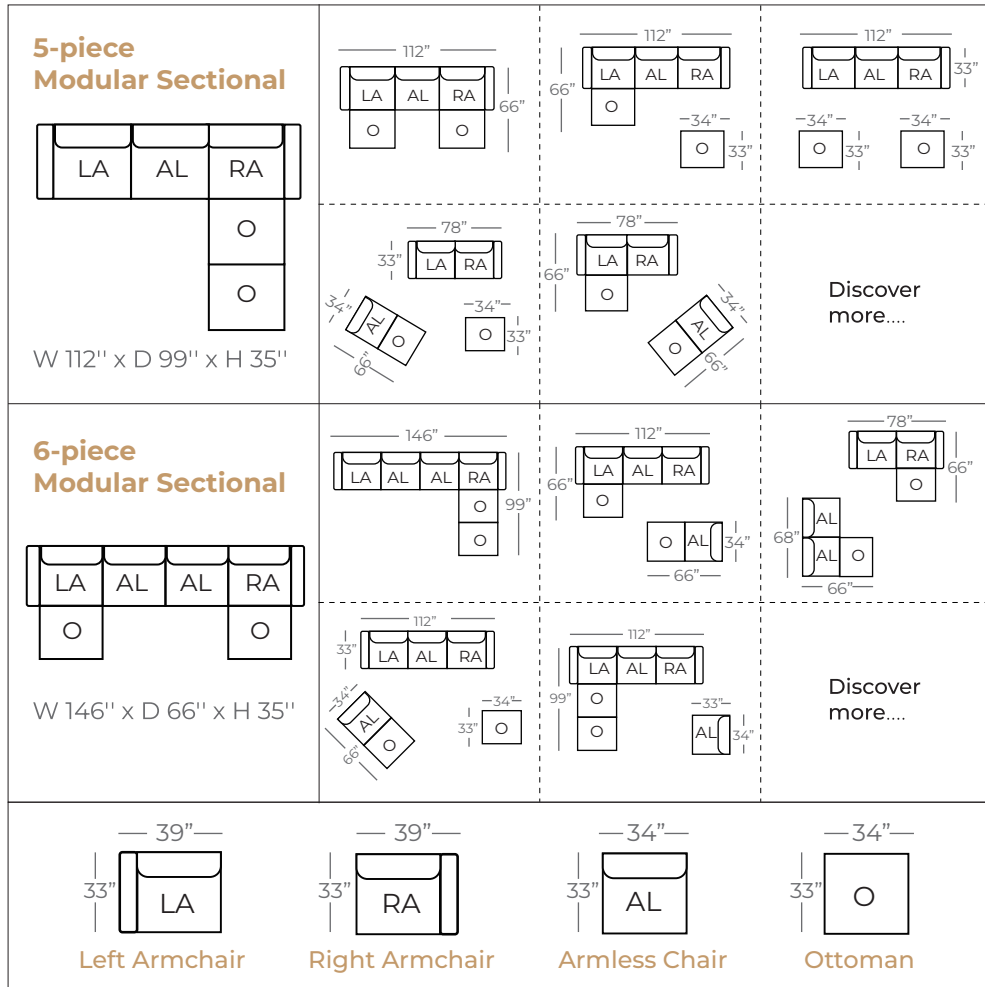 5-piece
Modular Sectional
LA AL RA
O
O
W 112'' x D 99'' x H 35''
112”
LA AL RA
66”
O O
112”
66”
LA AL RA
O
34”
O 33”
112”
LA AL RA
33”
34” 34”
O 33” O 33”
78”
33”
LA RA
34”
AL
O
66”
34”
O 33”
78”
66”
LA RA
O
34”
AL
O
66”
Discover
more....
6-piece
Modular Sectional
LA AL AL RA
O O
W 146'' x D 66'' x H 35''
146”
LA AL AL RA
O
99”
O
112”
66”
LA AL RA
O
O AL 34”
66”
78”
LA RA
66”
O
68”
AL
AL O
66”
112”
33”
LA AL RA
34”
AL
O
66”
34”
33” O
112”
LA AL RA
99”
O
O
33”
AL 34”
Discover
more....
39” 39” 34” 34”
33” LA 33” RA 33” AL 33” O
Left Armchair Right Armchair Armless Chair Ottoman